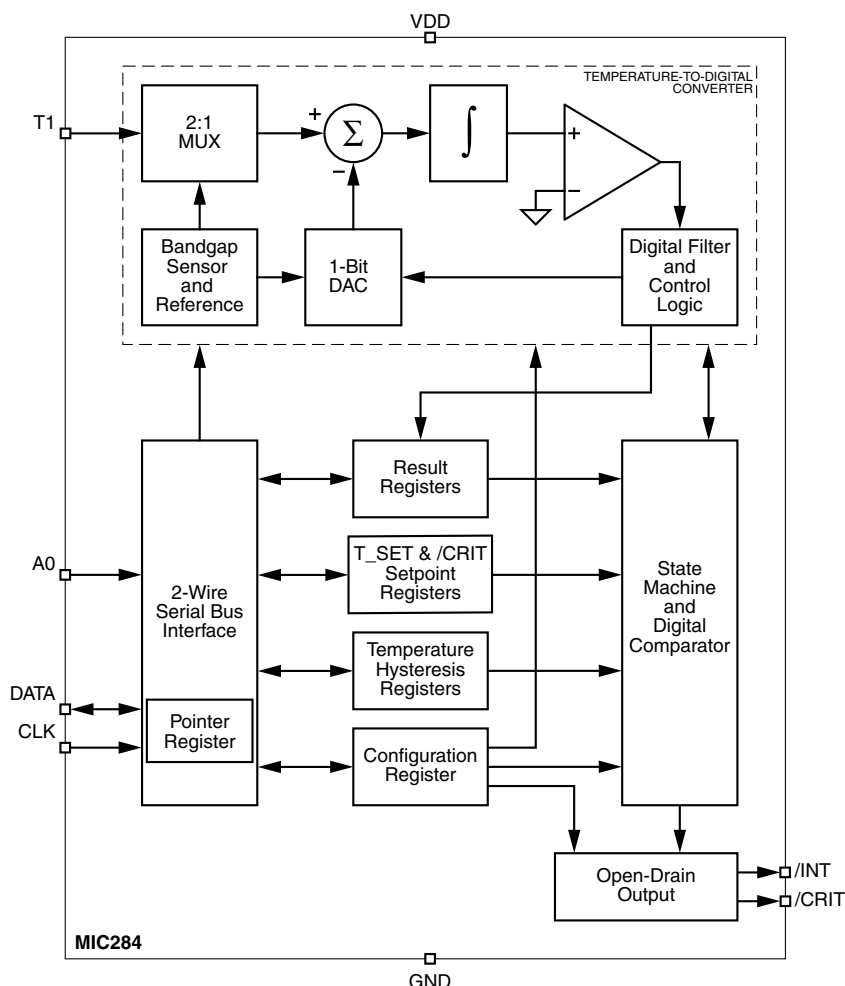 VDD
TEMPERATURE-TO-DIGITAL
CONVERTER
T1
2:1
MUX
+
Σ
−
∫
+
−
Bandgap
Sensor
and
Reference
1-Bit
DAC
Digital Filter
and
Control
Logic
Result
Registers
A0
2-Wire
Serial Bus
Interface
T_SET & /CRIT
Setpoint
Registers
State
Machine
and
Digital
Comparator
Temperature
Hysteresis
Registers
DATA
CLK
Pointer
Register
Configuration
Register
Open-Drain
Output
/INT
/CRIT
MIC284
GND